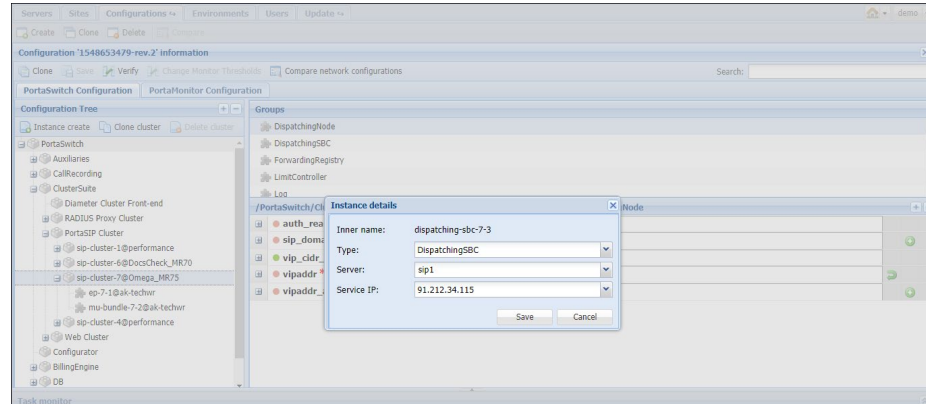 Servers Sites Configurations Environments Users Update demo
Create Clone Delete Compare
Configuration '1548653479-rev.2' information
Clone Save Verify Change Monitor Thresholds Compare network configurations Search:
PortaSwitch Configuration PortaMonitor Configuration
Configuration Tree
Instance create Clone cluster Delete cluster
PortaSwitch
Auxiliaries
CallRecording
ClusterSuite
Diameter Cluster Front-end
RADIUS Proxy Cluster
PortaSIP Cluster
sip-cluster-1@performance
sip-cluster-6@DocsCheck_MR70
sip-cluster-7@Omega_MR75
ep-7-1@ak-techwr
mu-bundle-7-2@ak-techwr
sip-cluster-4@performance
Web Cluster
Configurator
BillingEngine
DB
Groups
DispatchingNode
DispatchingSBC
ForwardingRegistry
LimitController
Log
/PortaSwitch/Cl Node
auth_rea
sip_doma
vip_cidr_
vipaddr *
vipaddr_a
Instance details
Inner name: dispatching-sbc-7-3
Type: DispatchingSBC
Server: sip1
Service IP: 91.212.34.115
Save Cancel
Task monitor